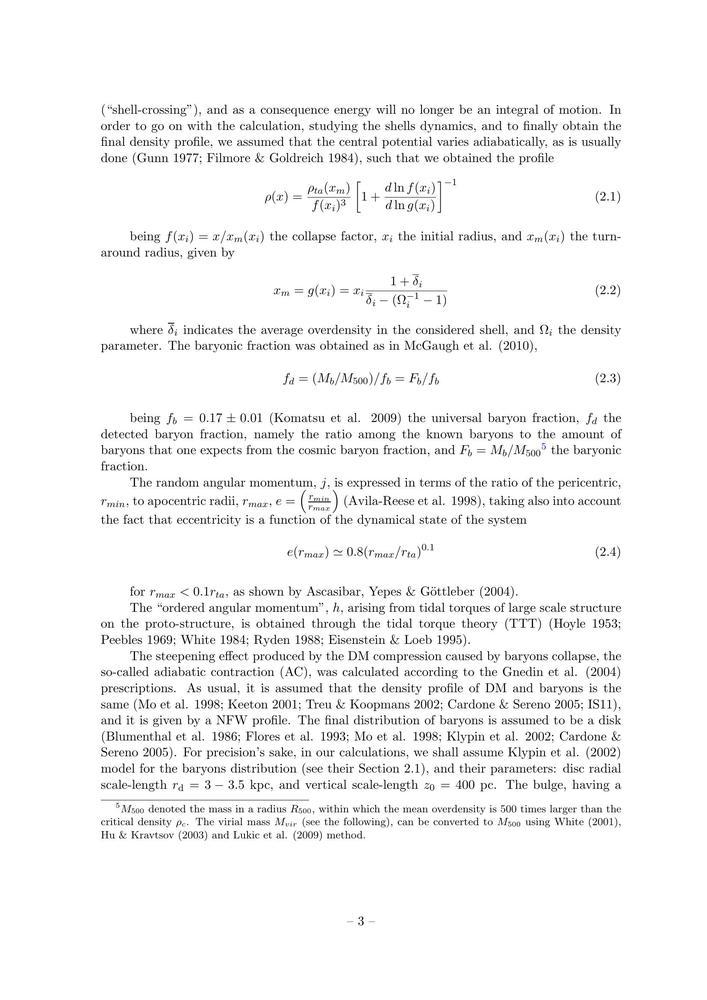 (“shell-crossing”), and as a consequence energy will no longer be an integral of motion. In
order to go on with the calculation, studying the shells dynamics, and to finally obtain the
final density profile, we assumed that the central potential varies adiabatically, as is usually
done (Gunn 1977; Filmore & Goldreich 1984), such that we obtained the profile
ρ(x) = \frac{ρ_{ta}(x_m)}{f(x_i)^3} \left[1 + \frac{d ln f(x_i)}{d ln g(x_i)}\right]^{-1} (2.1)
being f(x_i) = x/x_m(x_i) the collapse factor, x_i the initial radius, and x_m(x_i) the turn-
around radius, given by
x_m = g(x_i) = x_i \frac{1 + \overline{δ}_i}{\overline{δ}_i − (Ω_i^{−1} − 1)} (2.2)
where \overline{δ}_i indicates the average overdensity in the considered shell, and Ω_i the density
parameter. The baryonic fraction was obtained as in McGaugh et al. (2010),
f_d = (M_b/M_{500})/f_b = F_b/f_b (2.3)
being f_b = 0.17 ± 0.01 (Komatsu et al. 2009) the universal baryon fraction, f_d the
detected baryon fraction, namely the ratio among the known baryons to the amount of
baryons that one expects from the cosmic baryon fraction, and F_b = M_b/M_{500}^5 the baryonic
fraction.
The random angular momentum, j, is expressed in terms of the ratio of the pericentric,
r_{min}, to apocentric radii, r_{max}, e = \left(\frac{r_{min}}{r_{max}}\right) (Avila-Reese et al. 1998), taking also into account
the fact that eccentricity is a function of the dynamical state of the system
e(r_{max}) ≃ 0.8(r_{max}/r_{ta})^{0.1} (2.4)
for r_{max} < 0.1r_{ta}, as shown by Ascasibar, Yepes & Göttleber (2004).
The “ordered angular momentum”, h, arising from tidal torques of large scale structure
on the proto-structure, is obtained through the tidal torque theory (TTT) (Hoyle 1953;
Peebles 1969; White 1984; Ryden 1988; Eisenstein & Loeb 1995).
The steepening effect produced by the DM compression caused by baryons collapse, the
so-called adiabatic contraction (AC), was calculated according to the Gnedin et al. (2004)
prescriptions. As usual, it is assumed that the density profile of DM and baryons is the
same (Mo et al. 1998; Keeton 2001; Treu & Koopmans 2002; Cardone & Sereno 2005; IS11),
and it is given by a NFW profile. The final distribution of baryons is assumed to be a disk
(Blumenthal et al. 1986; Flores et al. 1993; Mo et al. 1998; Klypin et al. 2002; Cardone &
Sereno 2005). For precision’s sake, in our calculations, we shall assume Klypin et al. (2002)
model for the baryons distribution (see their Section 2.1), and their parameters: disc radial
scale-length r_d = 3 − 3.5 kpc, and vertical scale-length z_0 = 400 pc. The bulge, having a
^5M_{500} denoted the mass in a radius R_{500}, within which the mean overdensity is 500 times larger than the
critical density ρ_c. The virial mass M_{vir} (see the following), can be converted to M_{500} using White (2001),
Hu & Kravtsov (2003) and Lukic et al. (2009) method.
– 3 –